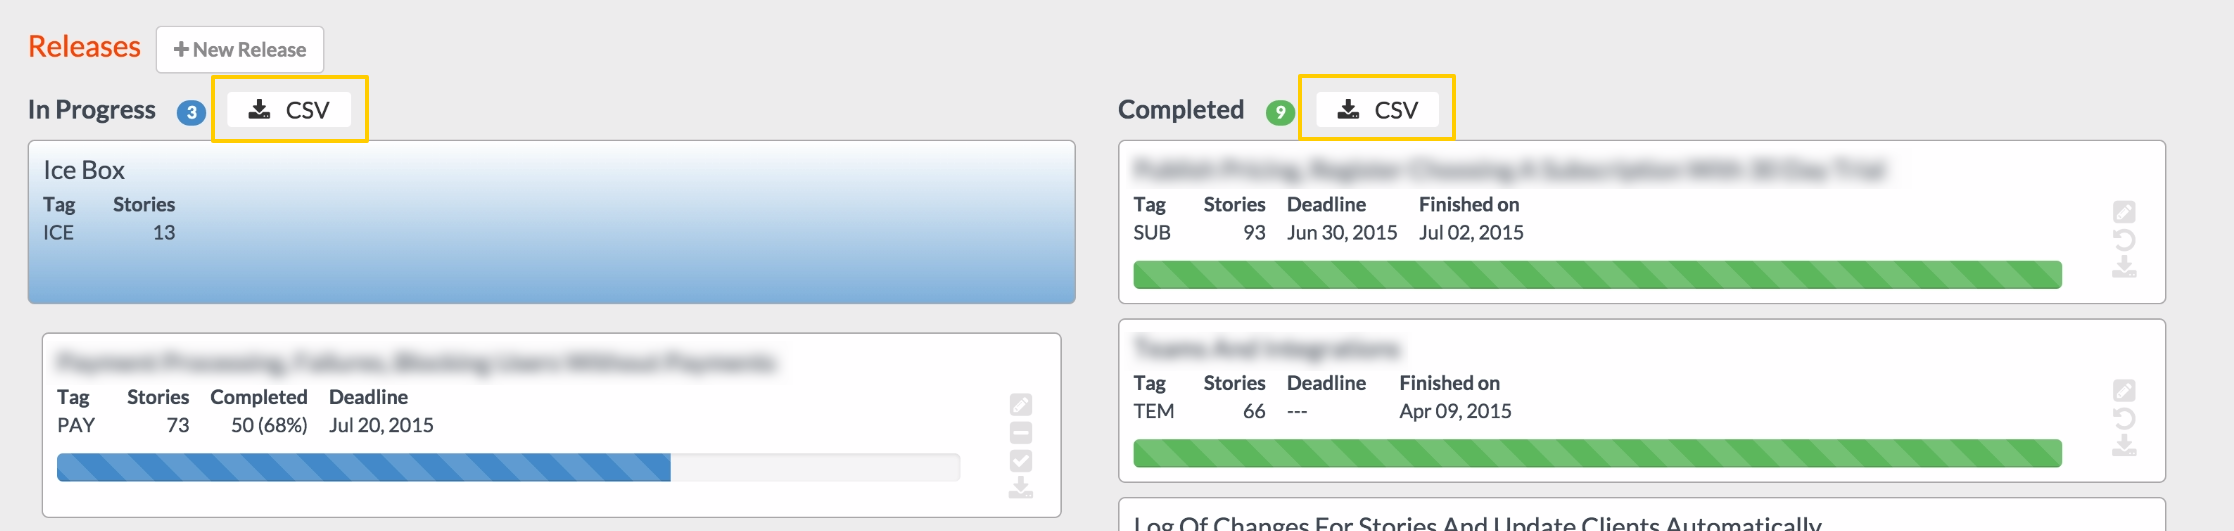 Releases + New Release
In Progress 3 CSV
Ice Box
Tag Stories
ICE 13
Tag Stories Completed Deadline
PAY 73 50 (68%) Jul 20, 2015
Completed 9 CSV
Tag Stories Deadline Finished on
SUB 93 Jun 30, 2015 Jul 02, 2015
Tag Stories Deadline Finished on
TEM 66 --- Apr 09, 2015
Log Of Changes For Stories And Update Clients Automatically